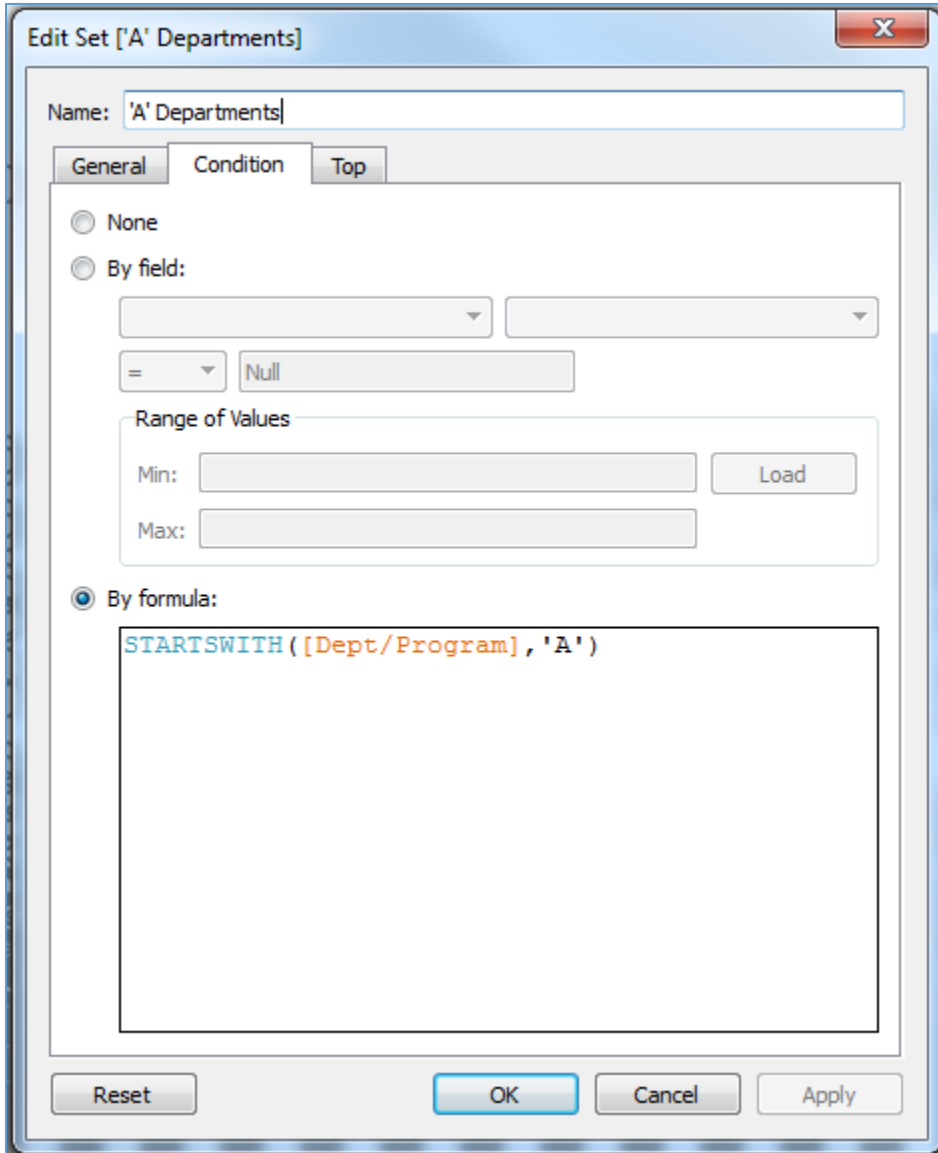 Edit Set ['A' Departments]
X
Name: 'A' Departments
General Condition Top
None
By field:
= Null
Range of Values
Min: Load
Max:
By formula:
STARTSWITH([Dept/Program],'A')
Reset OK Cancel Apply